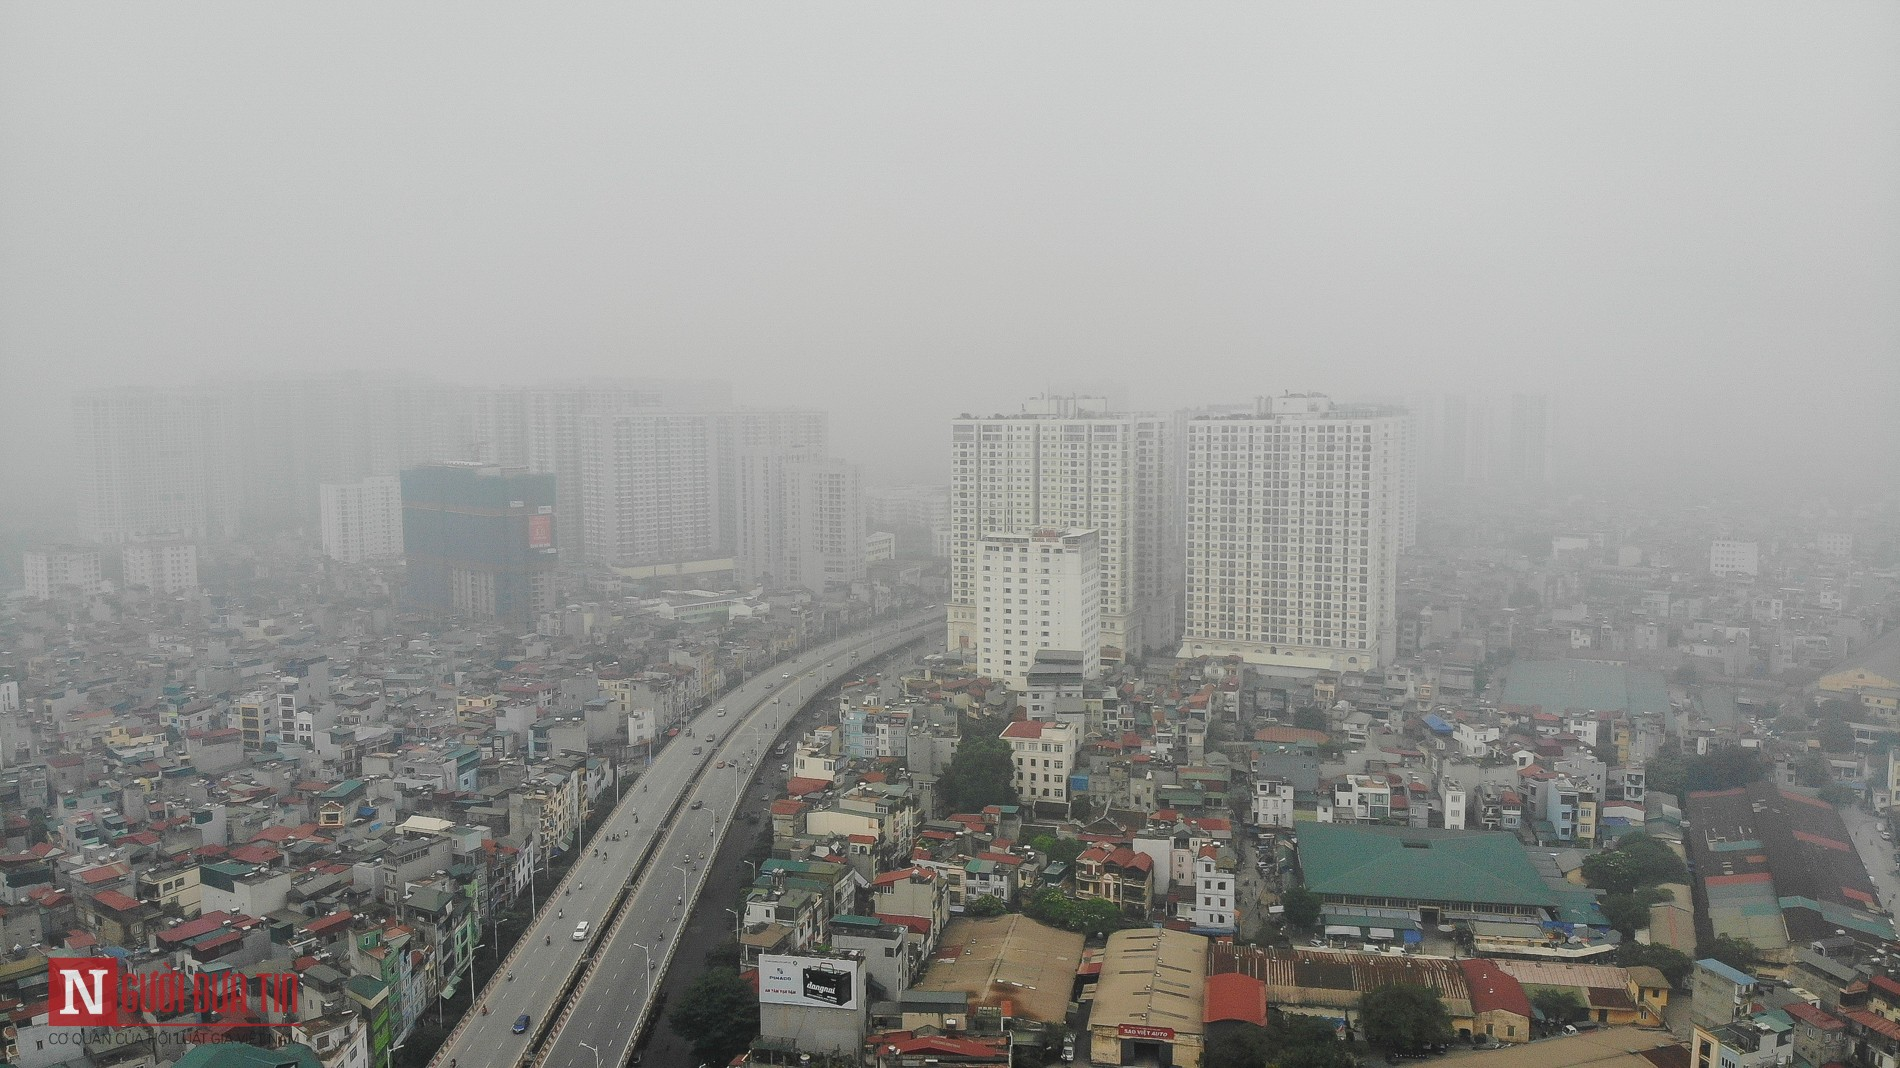 PINACO
dongnai
SAO VIỆT AUTO
NGƯỜI ĐƯA TIN
CƠ QUAN CỦA HỘI LUẬT GIA VIỆT NAM